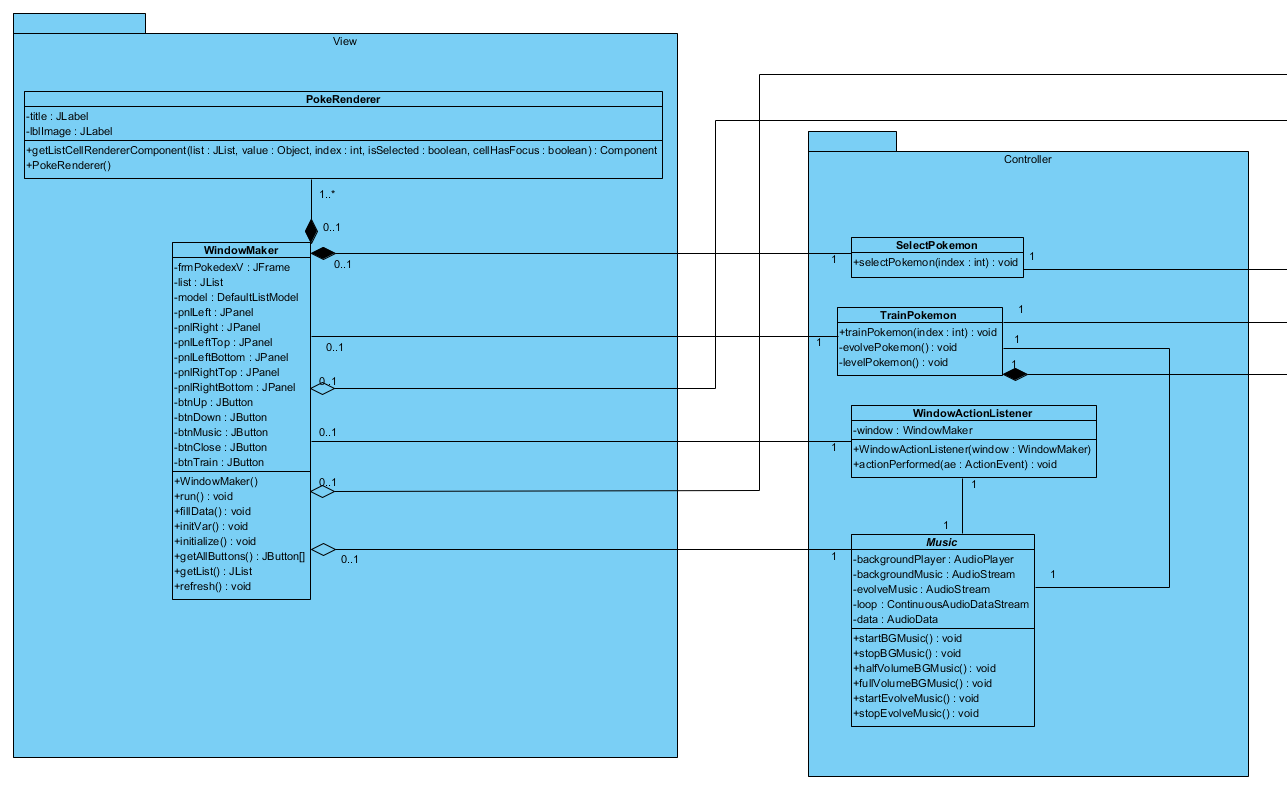 View
PokeRenderer
-title : JLabel
-lblImage : JLabel
+getListCellRendererComponent(list : JList, value : Object, index : int, isSelected : boolean, cellHasFocus : boolean) : Component
+PokeRenderer()
1..*
0..1
WindowMaker
-frmPokedexV : JFrame
-list : JList
-model : DefaultListModel
-pnlLeft : JPanel
-pnlRight : JPanel
-pnlLeftTop : JPanel
-pnlLeftBottom : JPanel
-pnlRightTop : JPanel
-pnlRightBottom : JPanel
-btnUp : JButton
-btnDown : JButton
-btnMusic : JButton
-btnClose : JButton
-btnTrain : JButton
+WindowMaker()
+run() : void
+fillData() : void
+initVar() : void
+initialize() : void
+getAllButtons() : JButton[]
+getList() : JList
+refresh() : void
0..1
0..1
0..1
0..1
0..1
0..1
Controller
1
SelectPokemon
+selectPokemon(index : int) : void
1
1
TrainPokemon
+trainPokemon(index : int) : void
-evolvePokemon() : void
-levelPokemon() : void
1
1
1
1
WindowActionListener
-window : WindowMaker
+WindowActionListener(window : WindowMaker)
+actionPerformed(ae : ActionEvent) : void
1
1
1
Music
-backgroundPlayer : AudioPlayer
-backgroundMusic : AudioStream
-evolveMusic : AudioStream
-loop : ContinuousAudioDataStream
-data : AudioData
+startBGMusic() : void
+stopBGMusic() : void
+halfVolumeBGMusic() : void
+fullVolumeBGMusic() : void
+startEvolveMusic() : void
+stopEvolveMusic() : void
1